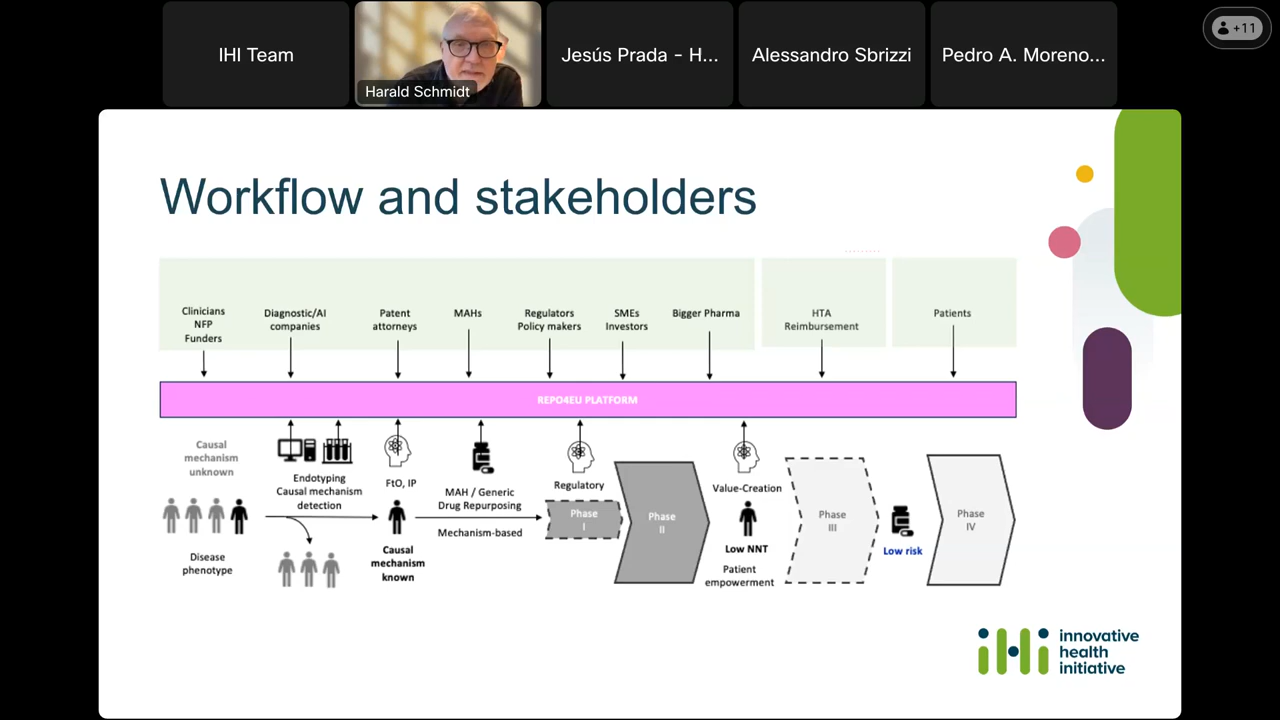 IHI Team
Harald Schmidt
Jesús Prada - H...
Alessandro Sbrizzi
Pedro A. Moreno...
+11
Workflow and stakeholders
Clinicians
NFP
Funders
Diagnostic/AI
companies
Patent
attorneys
MAHs
Regulators
Policy makers
SMEs
Investors
Bigger Pharma
HTA
Reimbursement
Patients
REPO4EU PLATFORM
Causal
mechanism
unknown
Disease
phenotype
Endotyping
Causal mechanism
detection
FtO, IP
Causal
mechanism
known
MAH / Generic
Drug Repurposing
Mechanism-based
Regulatory
Phase
I
Phase
II
Value-Creation
Low NNT
Patient
empowerment
Phase
III
Low risk
Phase
IV
iHi
innovative
health
initiative